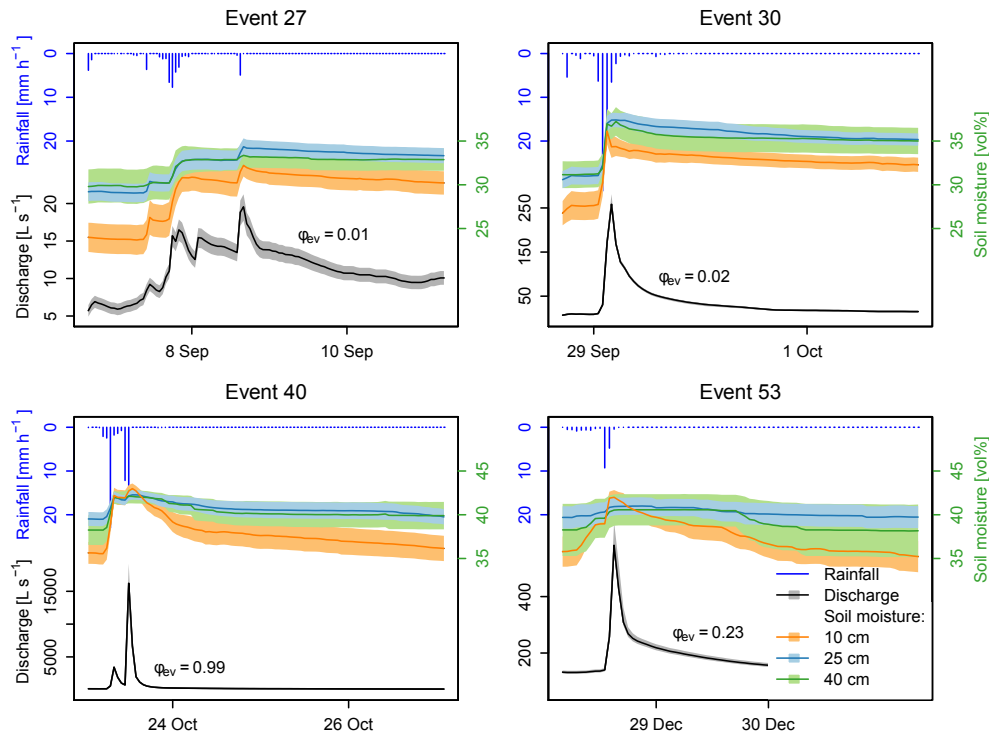 Event 27
Event 30
0
10
20
Rainfall [mm h⁻¹]
5
10
15
20
Discharge [L s⁻¹]
25
30
35
φev = 0.01
8 Sep
10 Sep
0
10
20
50
150
250
25
30
35
Soil moisture [vol%]
φev = 0.02
29 Sep
1 Oct
Event 40
Event 53
0
10
20
Rainfall [mm h⁻¹]
5000
15000
Discharge [L s⁻¹]
35
40
45
φev = 0.99
24 Oct
26 Oct
0
10
20
200
400
35
40
45
Soil moisture [vol%]
φev = 0.23
Rainfall
Discharge
Soil moisture:
10 cm
25 cm
40 cm
29 Dec
30 Dec